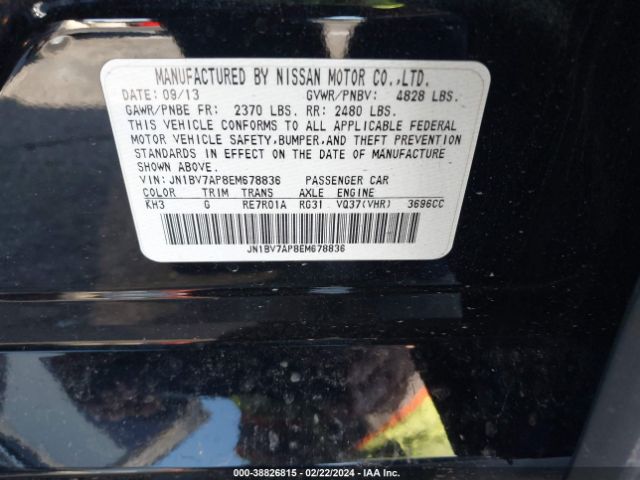 MANUFACTURED BY NISSAN MOTOR CO.,LTD.
DATE: 09/13 GVWR/PNBV: 4828 LBS.
GAWR/PNBE FR: 2370 LBS. RR: 2480 LBS.
THIS VEHICLE CONFORMS TO ALL APPLICABLE FEDERAL
MOTOR VEHICLE SAFETY,BUMPER,AND THEFT PREVENTION
STANDARDS IN EFFECT ON THE DATE OF MANUFACTURE
SHOWN ABOVE.
VIN: JN1BV7AP8EM678836 PASSENGER CAR
COLOR TRIM TRANS AXLE ENGINE
KH3 G RE7R01A RG31 VQ37(VHR) 3696CC
JN1BV7AP8EM678836
000-38826815 - 02/22/2024 - IAA Inc.